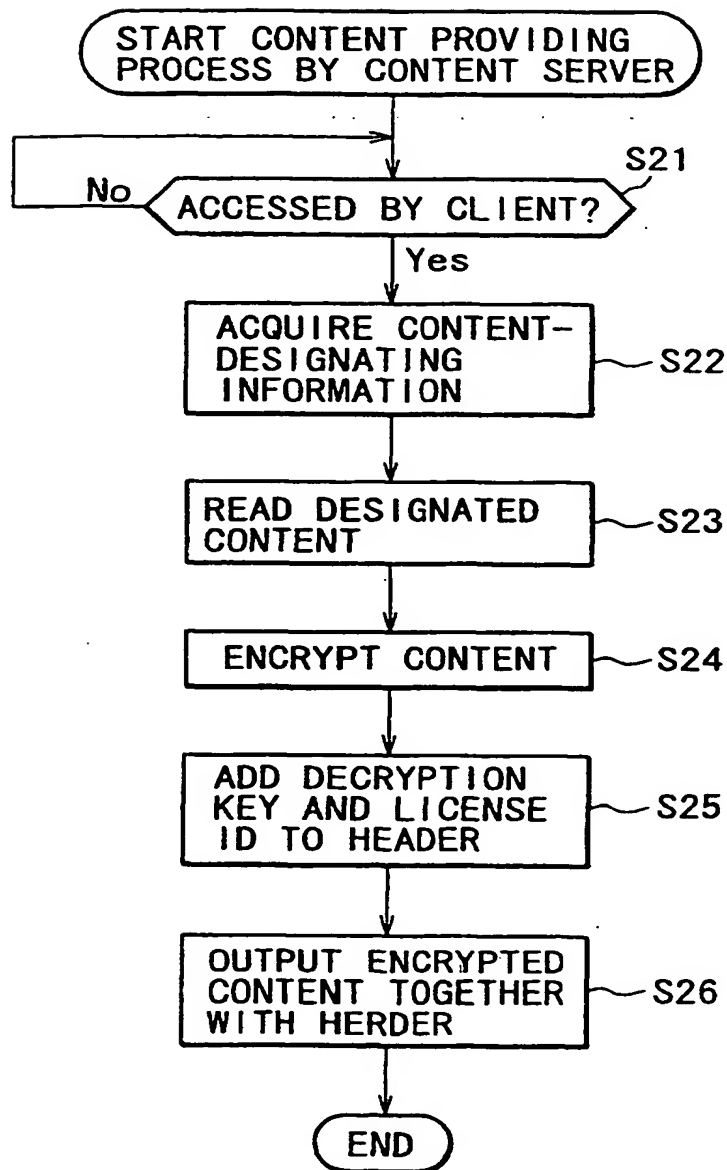 START CONTENT PROVIDING
PROCESS BY CONTENT SERVER
S21
No
ACCESSED BY CLIENT?
Yes
ACQUIRE CONTENT-
DESIGNATING
INFORMATION
S22
READ DESIGNATED
CONTENT
S23
ENCRYPT CONTENT
S24
ADD DECRYPTION
KEY AND LICENSE
ID TO HEADER
S25
OUTPUT ENCRYPTED
CONTENT TOGETHER
WITH HERDER
S26
END